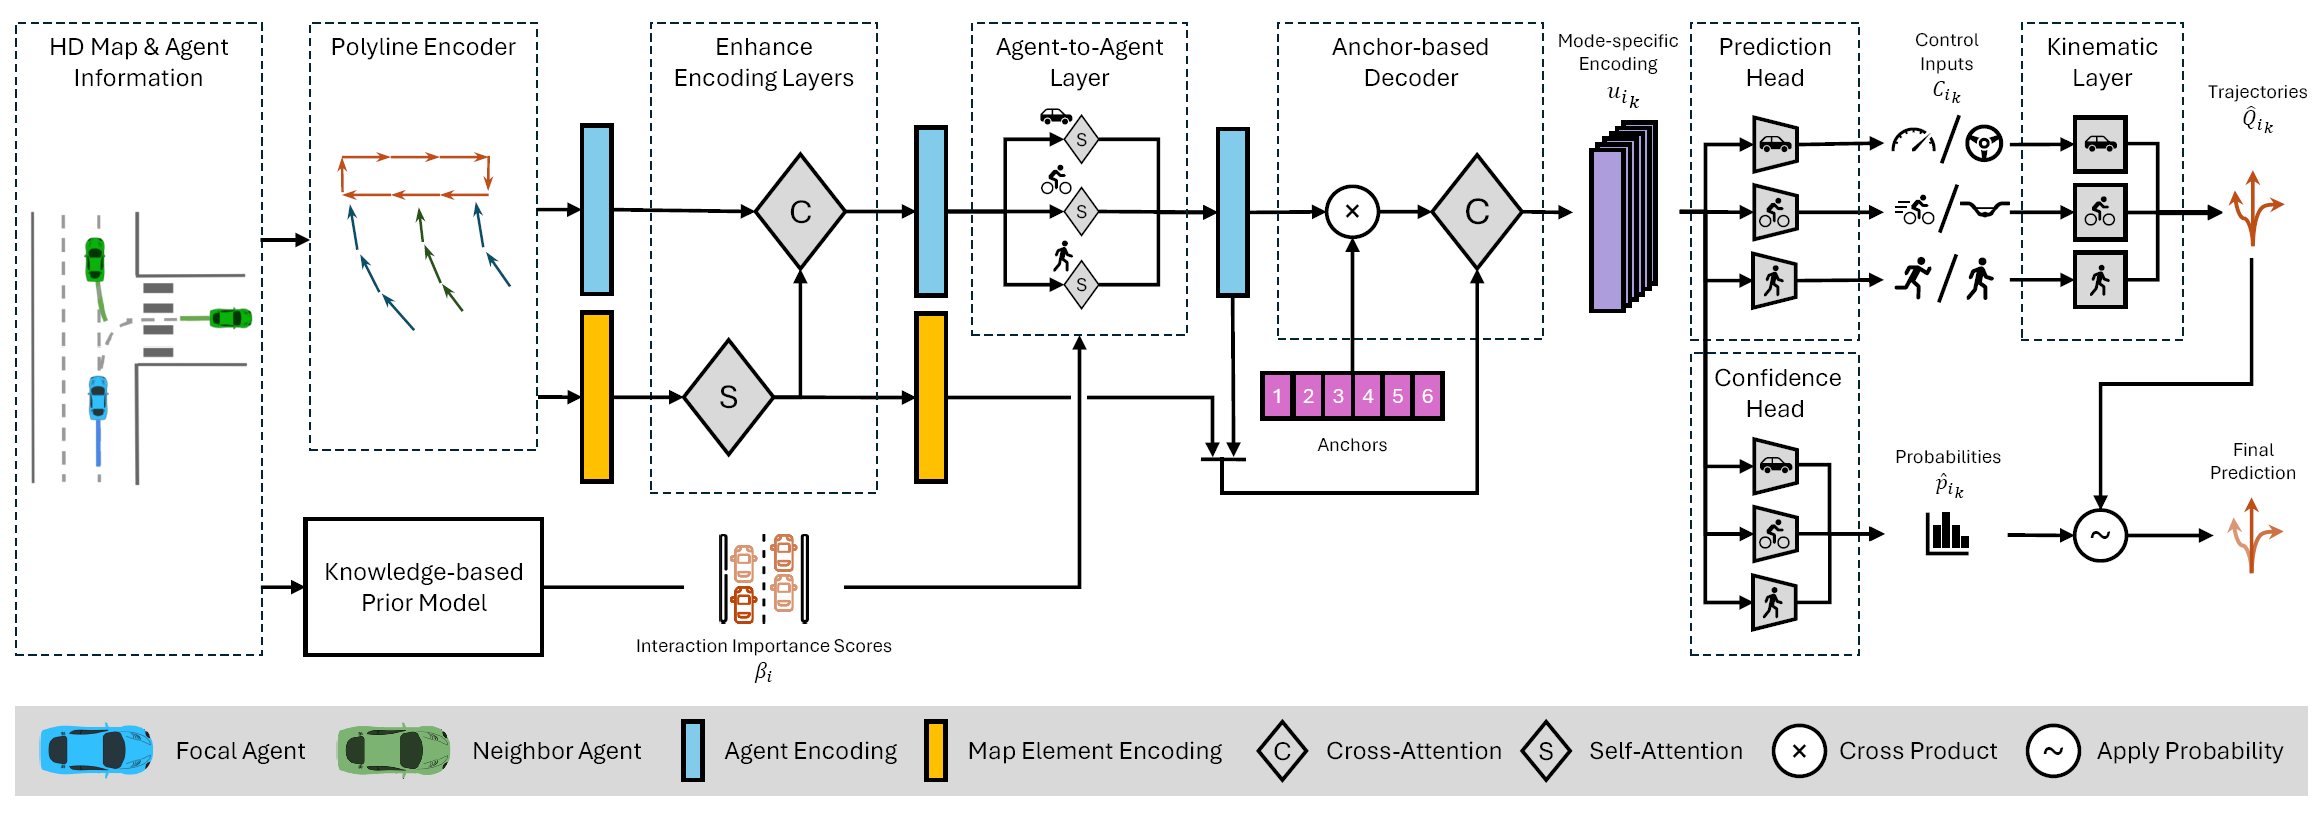 HD Map & Agent
Information
Polyline Encoder
Enhance
Encoding Layers
C
S
Agent-to-Agent
Layer
S
S
S
Anchor-based
Decoder
×
C
1 2 3 4 5 6
Anchors
Mode-specific
Encoding
u_{i_k}
Prediction
Head
Control
Inputs
C_{i_k}
Kinematic
Layer
Trajectories
Q̂_{i_k}
Confidence
Head
Probabilities
p̂_{i_k}
~
Final
Prediction
Knowledge-based
Prior Model
Interaction Importance Scores
β_i
Focal Agent
Neighbor Agent
Agent Encoding
Map Element Encoding
C Cross-Attention
S Self-Attention
× Cross Product
~ Apply Probability